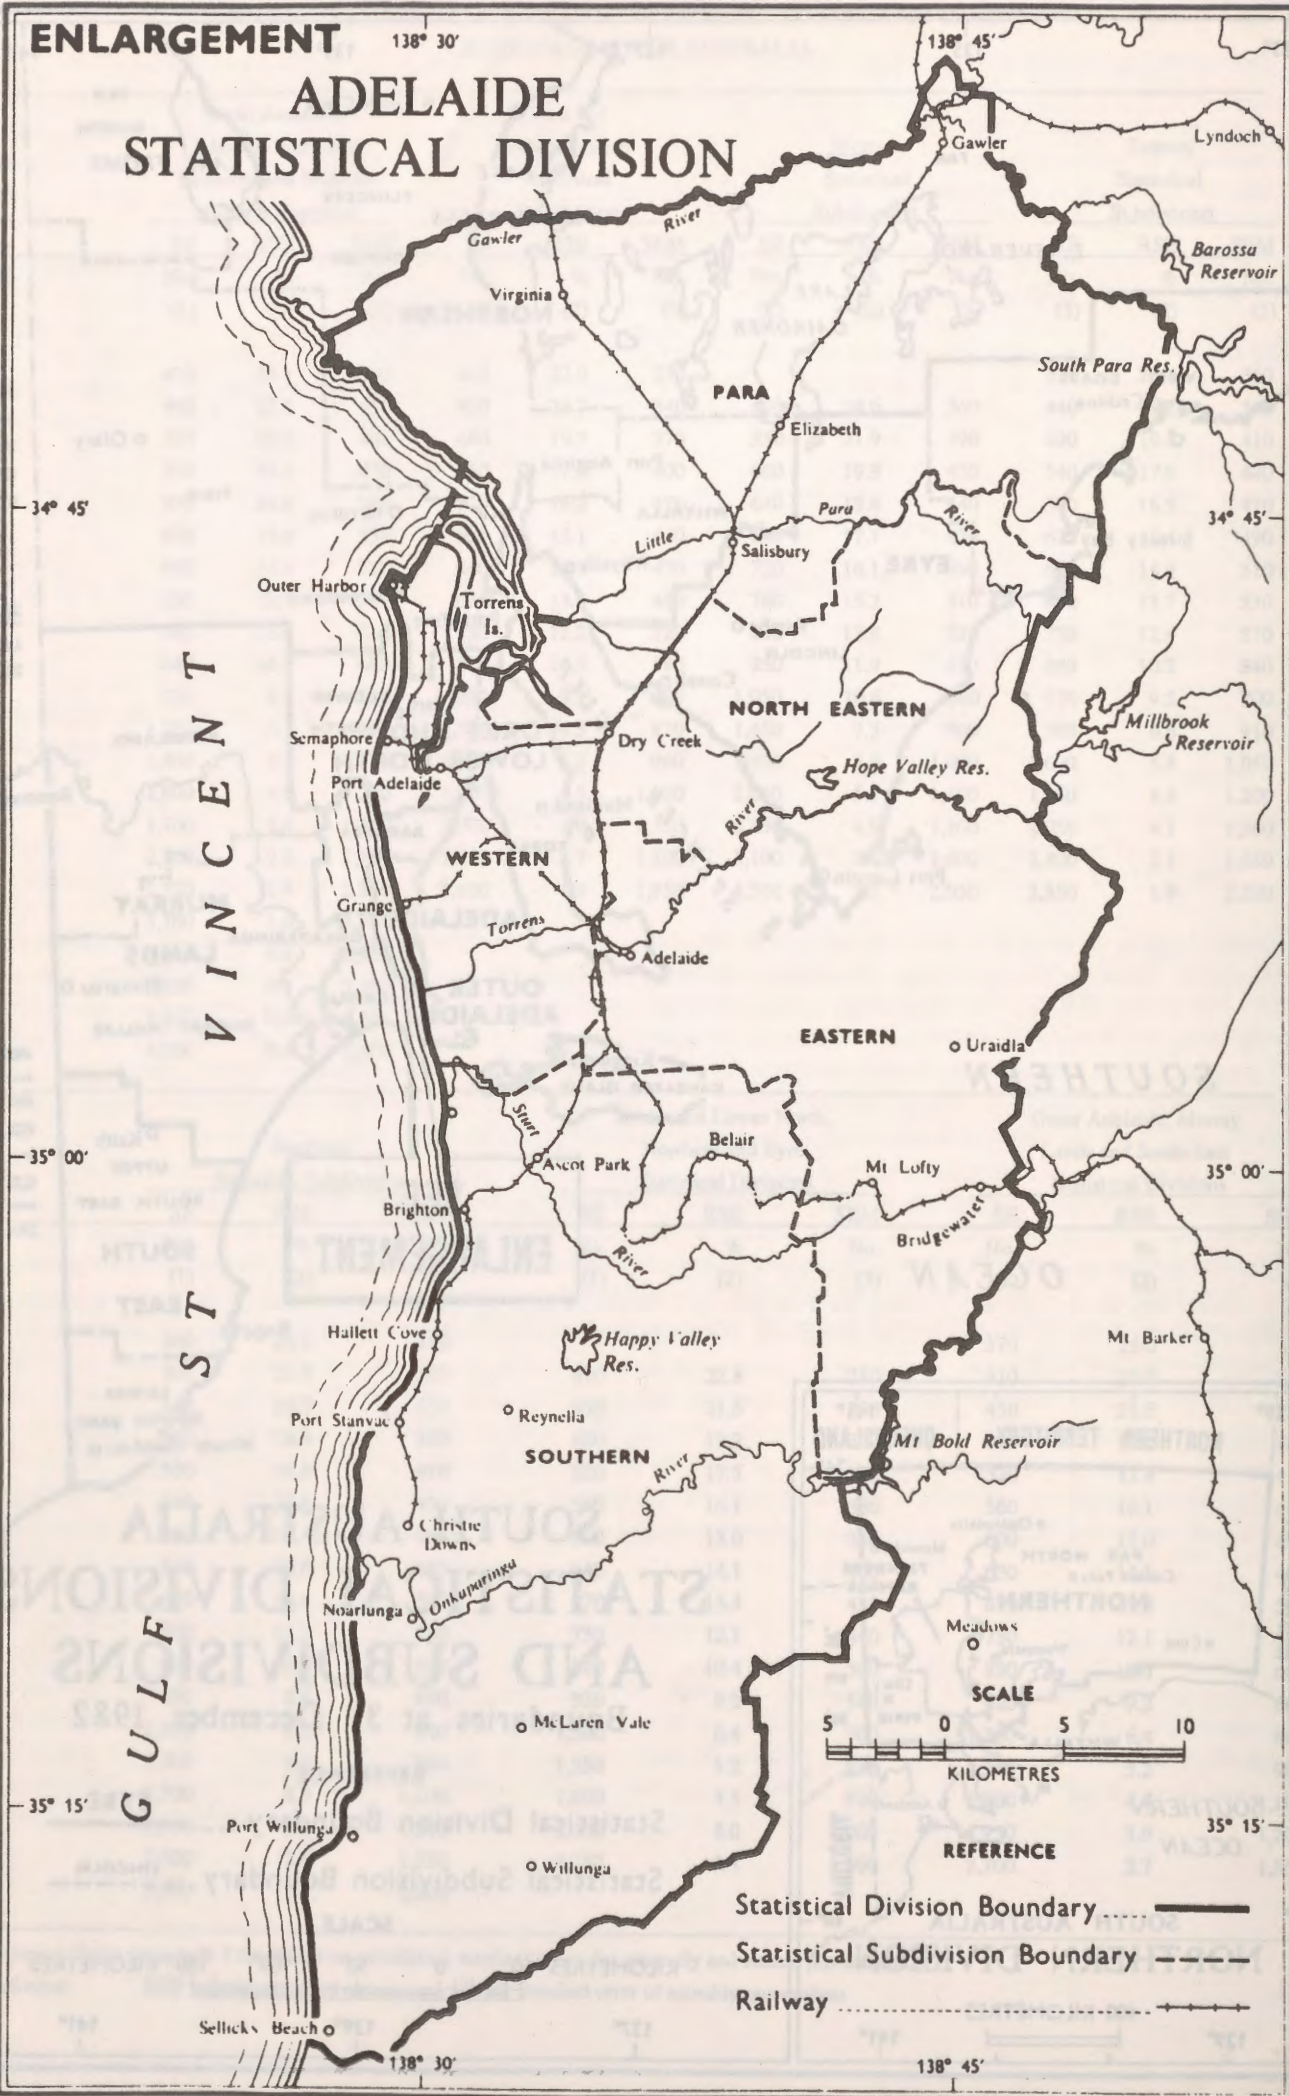 ENLARGEMENT
138° 30'
138° 45'
ADELAIDE
STATISTICAL DIVISION
Gawler
Lyndoch
Gawler River
Barossa
Reservoir
Virginia
South Para Res.
PARA
Elizabeth
34° 45'
34° 45'
Little Para River
Salisbury
Outer Harbor
Torrens
Is.
NORTH EASTERN
Millbrook
Reservoir
Semaphore
Dry Creek
Port Adelaide
Hope Valley Res.
River
WESTERN
Grange
Torrens
Adelaide
EASTERN
Uraidla
Sturt
Belair
35° 00'
35° 00'
Ascot Park
Mt Lofty
Brighton
Bridgewater
River
Hallett Cove
Happy Valley
Res.
Mt Barker
Port Stanvac
Reynella
Mt Bold Reservoir
SOUTHERN
River
Christie
Downs
Onkaparinga
Noarlunga
Meadows
GULF ST VINCENT
McLaren Vale
SCALE
5 0 5 10
KILOMETRES
35° 15'
35° 15'
Port Willunga
Willunga
REFERENCE
Statistical Division Boundary
Statistical Subdivision Boundary
Railway
Sellicks Beach
138° 30'
138° 45'